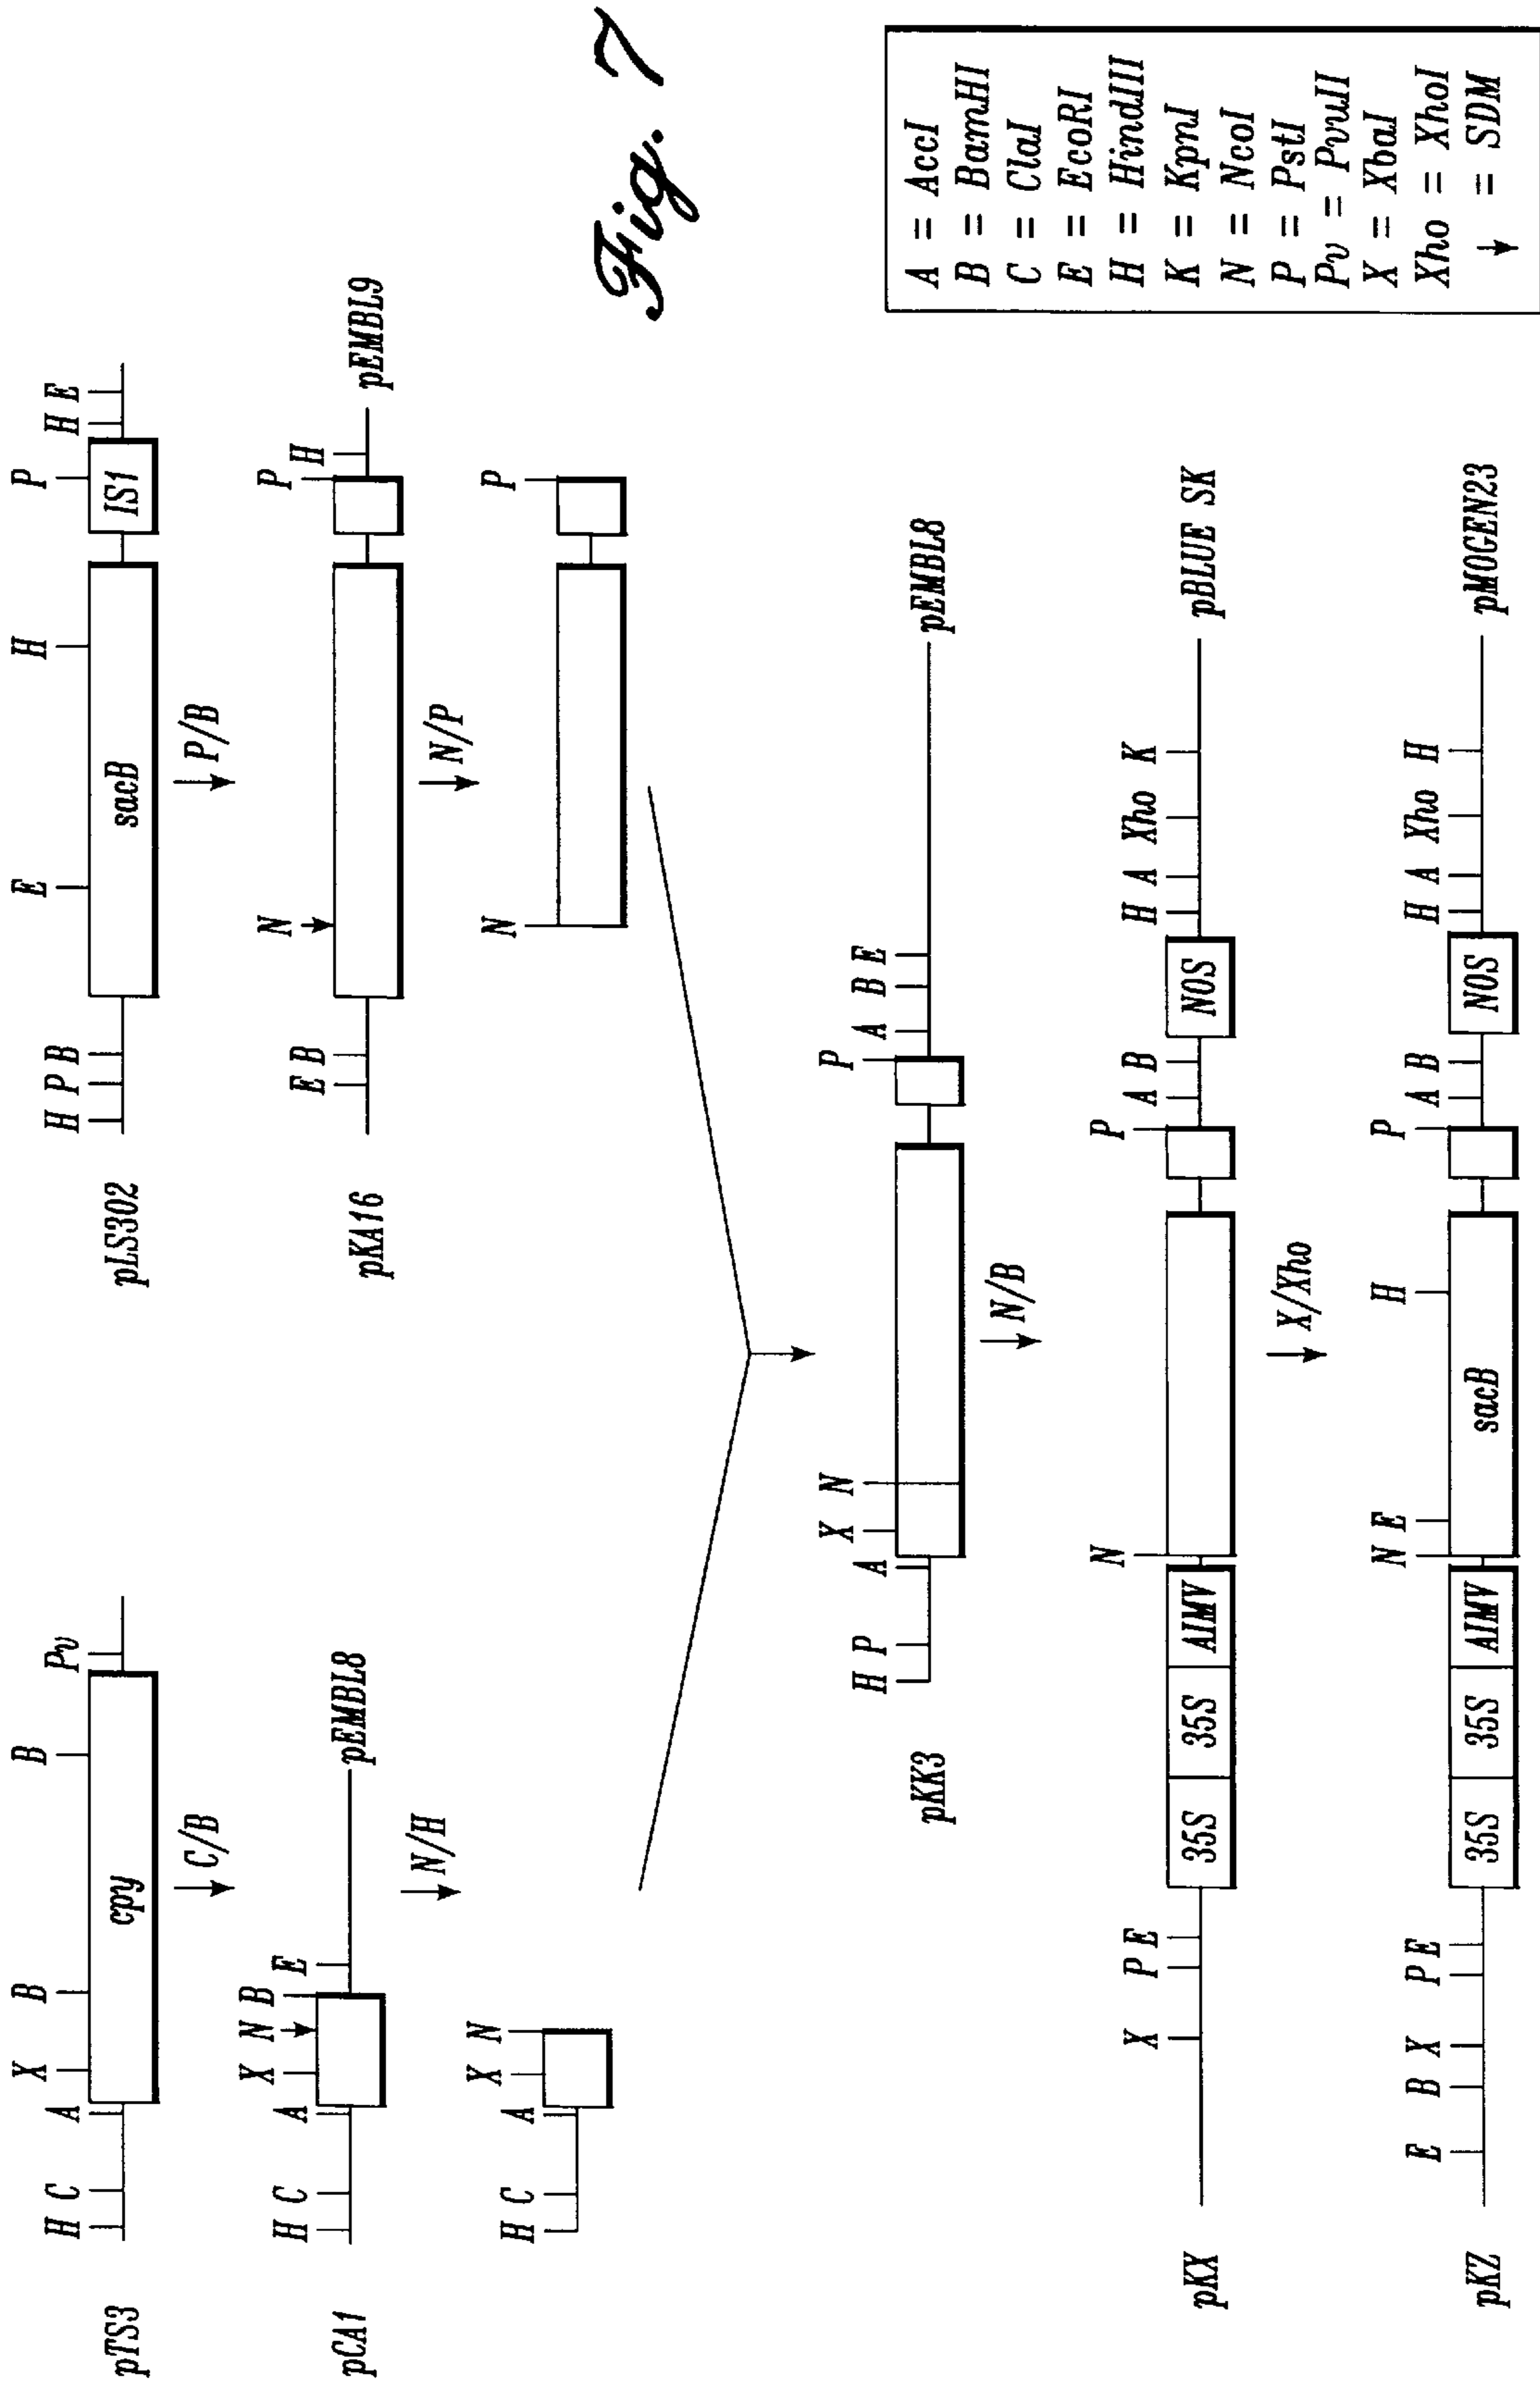 pTS3
H C A X B B Pv
cpy
C/B
pCA1
H C A X N B E
pEMBL8
N/H
H C A X N
pLS302
H P B E H P H E
sacB
IS1
P/B
pKA16
E B N P H
pEMBL9
N/P
N P
pKK3
H P A X N P A B E
pEMBL8
N/B
pKX
X P E N P A B H A Xho K
35S 35S AIMV NOS
pBLUE SK
X/Xho
pKZ
E B X P E N E H P A B H A Xho H
35S 35S AIMV sacB NOS
pMOGEN23
Fig. 7
A = AccI
B = BamHI
C = ClaI
E = EcoRI
H = HindIII
K = KpnI
N = NcoI
P = PstI
Pv = PvuII
X = XbaI
Xho = XhoI
↓ = SDM